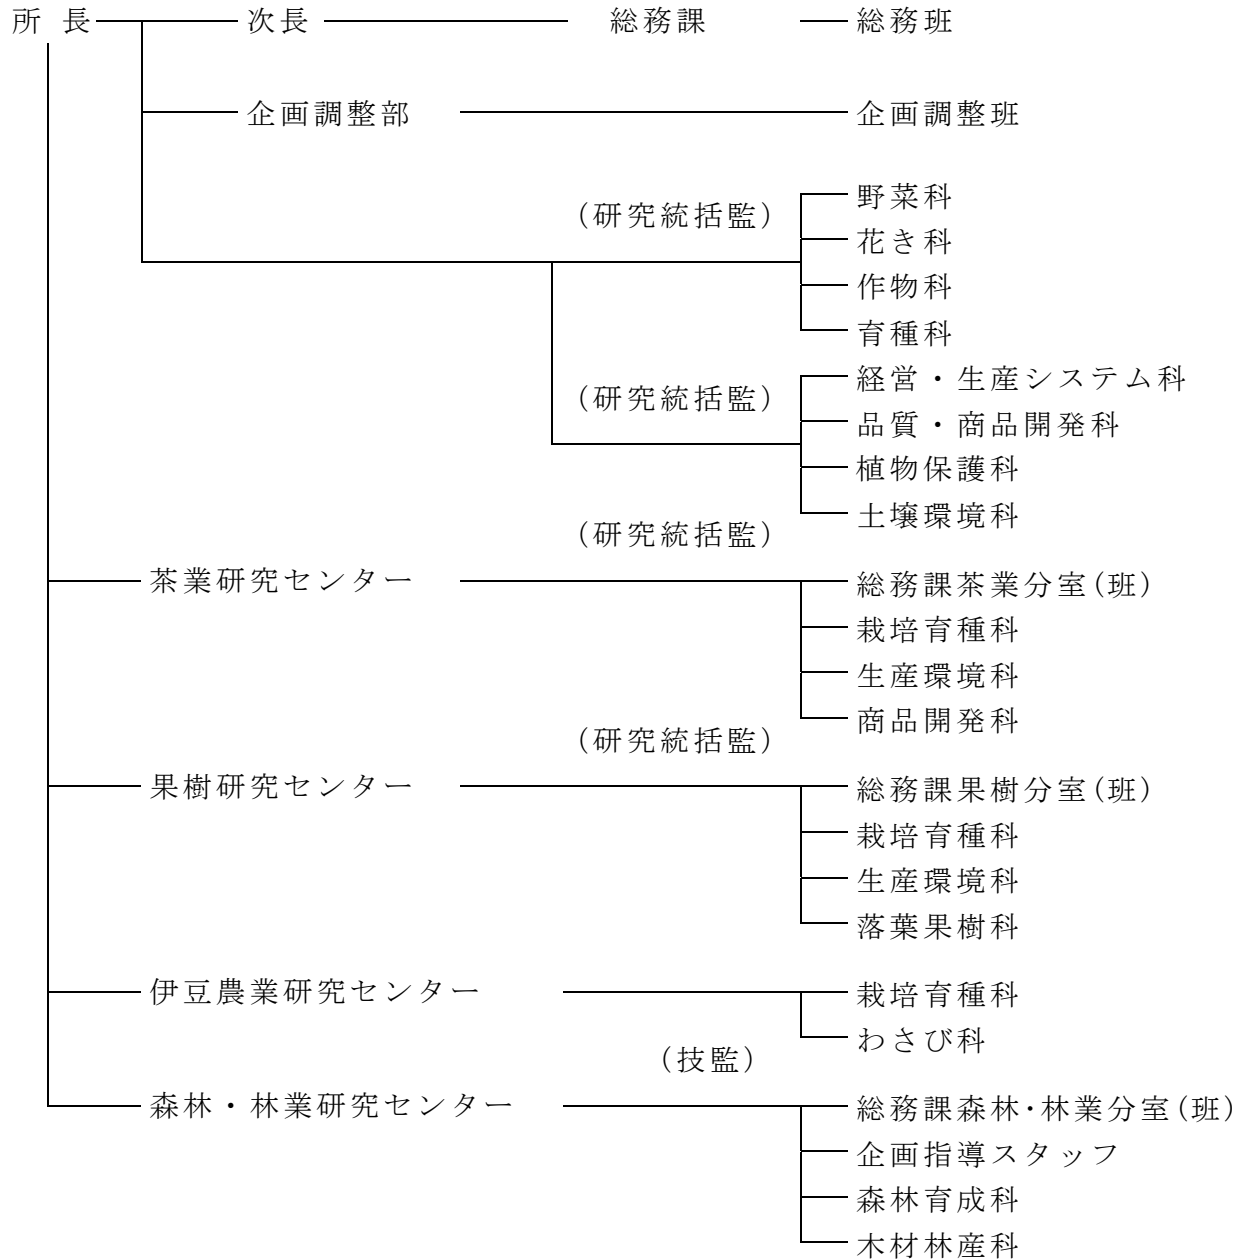 所 長 次長 総務課 総務班
企画調整部 企画調整班
野菜科
(研究統括監)
花き科
作物科
育種科
経営・生産システム科
(研究統括監)
品質・商品開発科
植物保護科
土壌環境科
(研究統括監)
茶業研究センター 総務課茶業分室(班)
栽培育種科
生産環境科
商品開発科
(研究統括監)
果樹研究センター 総務課果樹分室(班)
栽培育種科
生産環境科
落葉果樹科
伊豆農業研究センター 栽培育種科
わさび科
(技監)
森林・林業研究センター 総務課森林・林業分室(班)
企画指導スタッフ
森林育成科
木材林産科